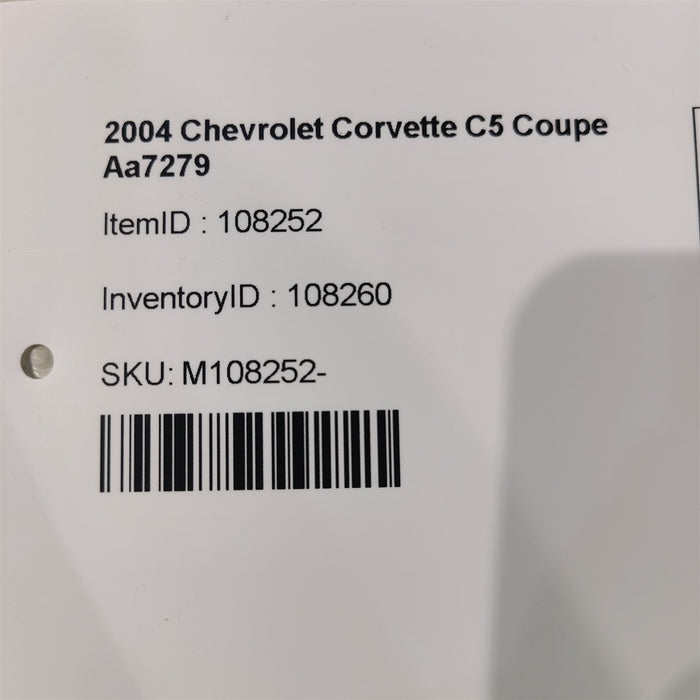 2004 Chevrolet Corvette C5 Coupe
Aa7279
ItemID : 108252
InventoryID : 108260
SKU: M108252-